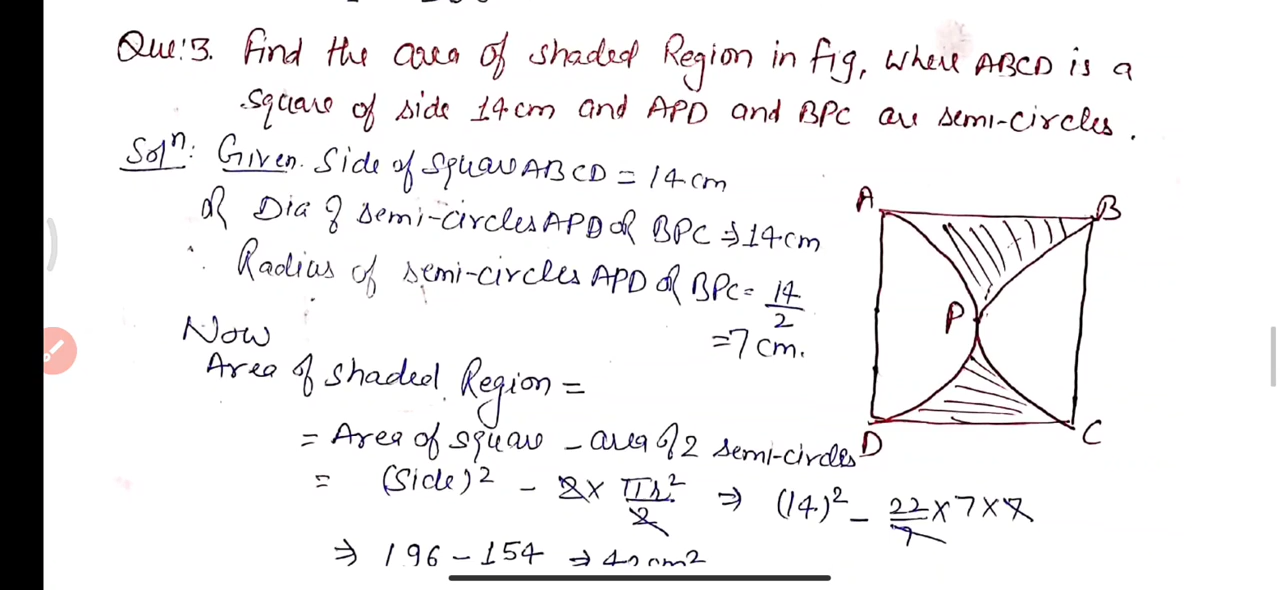 Que:3. Find the area of shaded Region in fig, where ABCD is a
square of side 14cm and APD and BPC are semi-circles.
Solⁿ: Given. Side of Square ABCD = 14cm
& Dia of semi-circles APD & BPC ⇒ 14cm
∴ Radius of semi-circles APD & BPC = 14/2
= 7 cm.
Now
Area of shaded Region =
= Area of square - area of 2 semi-circles
= (Side)² - 2 × πr²/2 ⇒ (14)² - 22/7 × 7 × 7
⇒ 196 - 154 ⇒ 42 cm²
A
B
P
D
C